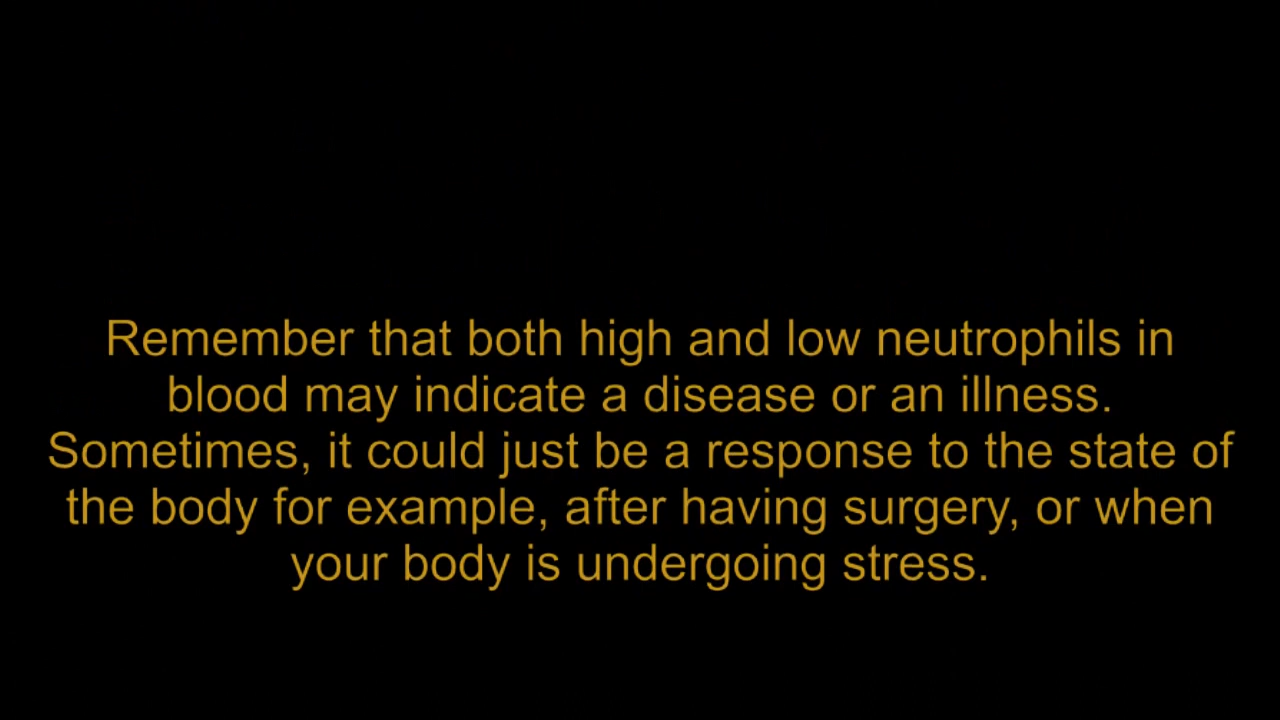 Remember that both high and low neutrophils in
blood may indicate a disease or an illness.
Sometimes, it could just be a response to the state of
the body for example, after having surgery, or when
your body is undergoing stress.